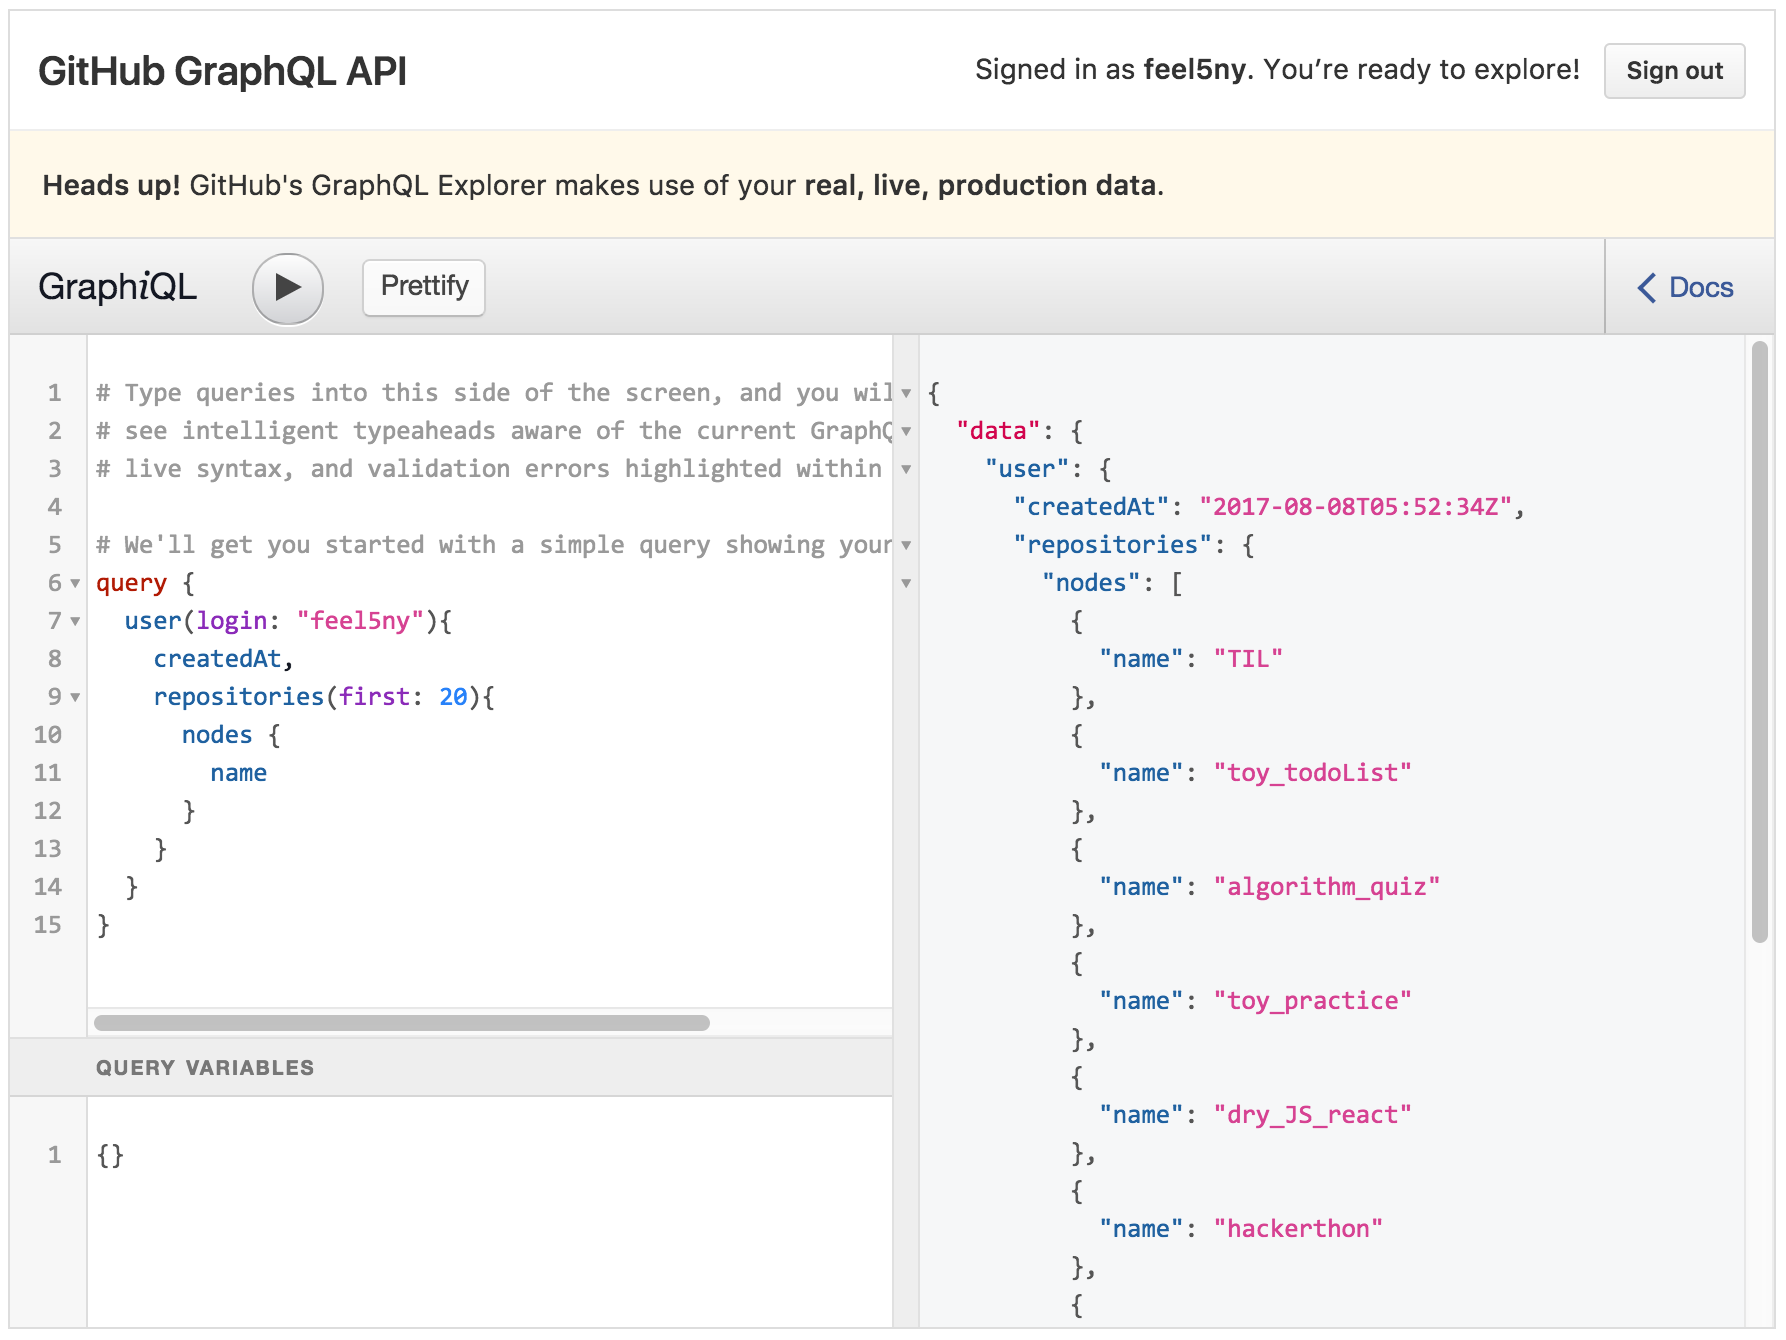 GitHub GraphQL API
Signed in as feel5ny. You’re ready to explore!
Sign out
Heads up! GitHub's GraphQL Explorer makes use of your real, live, production data.
GraphiQL
Prettify
Docs
1 # Type queries into this side of the screen, and you wil
2 # see intelligent typeaheads aware of the current GraphQ
3 # live syntax, and validation errors highlighted within
4
5 # We'll get you started with a simple query showing your
6 query {
7   user(login: "feel5ny"){
8     createdAt,
9     repositories(first: 20){
10       nodes {
11         name
12       }
13     }
14   }
15 }
QUERY VARIABLES
1 {}
{
  "data": {
    "user": {
      "createdAt": "2017-08-08T05:52:34Z",
      "repositories": {
        "nodes": [
          {
            "name": "TIL"
          },
          {
            "name": "toy_todoList"
          },
          {
            "name": "algorithm_quiz"
          },
          {
            "name": "toy_practice"
          },
          {
            "name": "dry_JS_react"
          },
          {
            "name": "hackerthon"
          },
          {